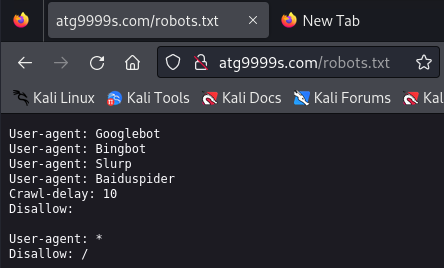 atg9999s.com/robots.txt
New Tab
atg9999s.com/robots.txt
Kali Linux
Kali Tools
Kali Docs
Kali Forums
Ka
User-agent: Googlebot
User-agent: Bingbot
User-agent: Slurp
User-agent: Baiduspider
Crawl-delay: 10
Disallow:
User-agent: *
Disallow: /